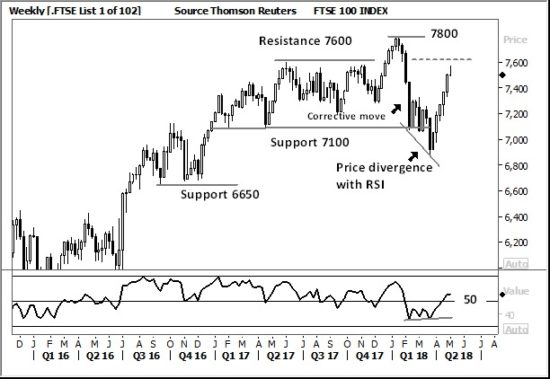 Weekly [.FTSE List 1 of 102] Source Thomson Reuters FTSE 100 INDEX
Price
7800
Resistance 7600
7,600
7,400
Corrective move
7,200
Support 7100
7,000
Price divergence
with RSI
6,800
Support 6650
6,600
6,400
6,200
Auto
Value
50
40
Auto
D J F M A M J J A S O N D J F M A M J J A S O N D J F M A M J J A
Q1 16 Q2 16 Q3 16 Q4 16 Q1 17 Q2 17 Q3 17 Q4 17 Q1 18 Q2 18